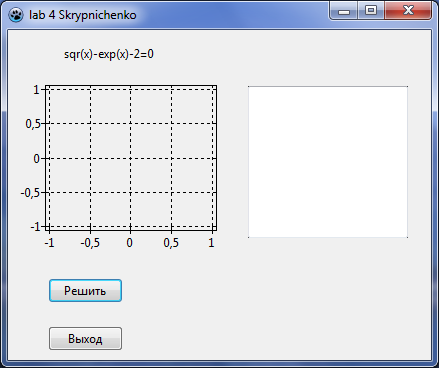 lab 4 Skrypnichenko
sqr(x)-exp(x)-2=0
1
0,5
0
-0,5
-1
-1 -0,5 0 0,5 1
Решить
Выход